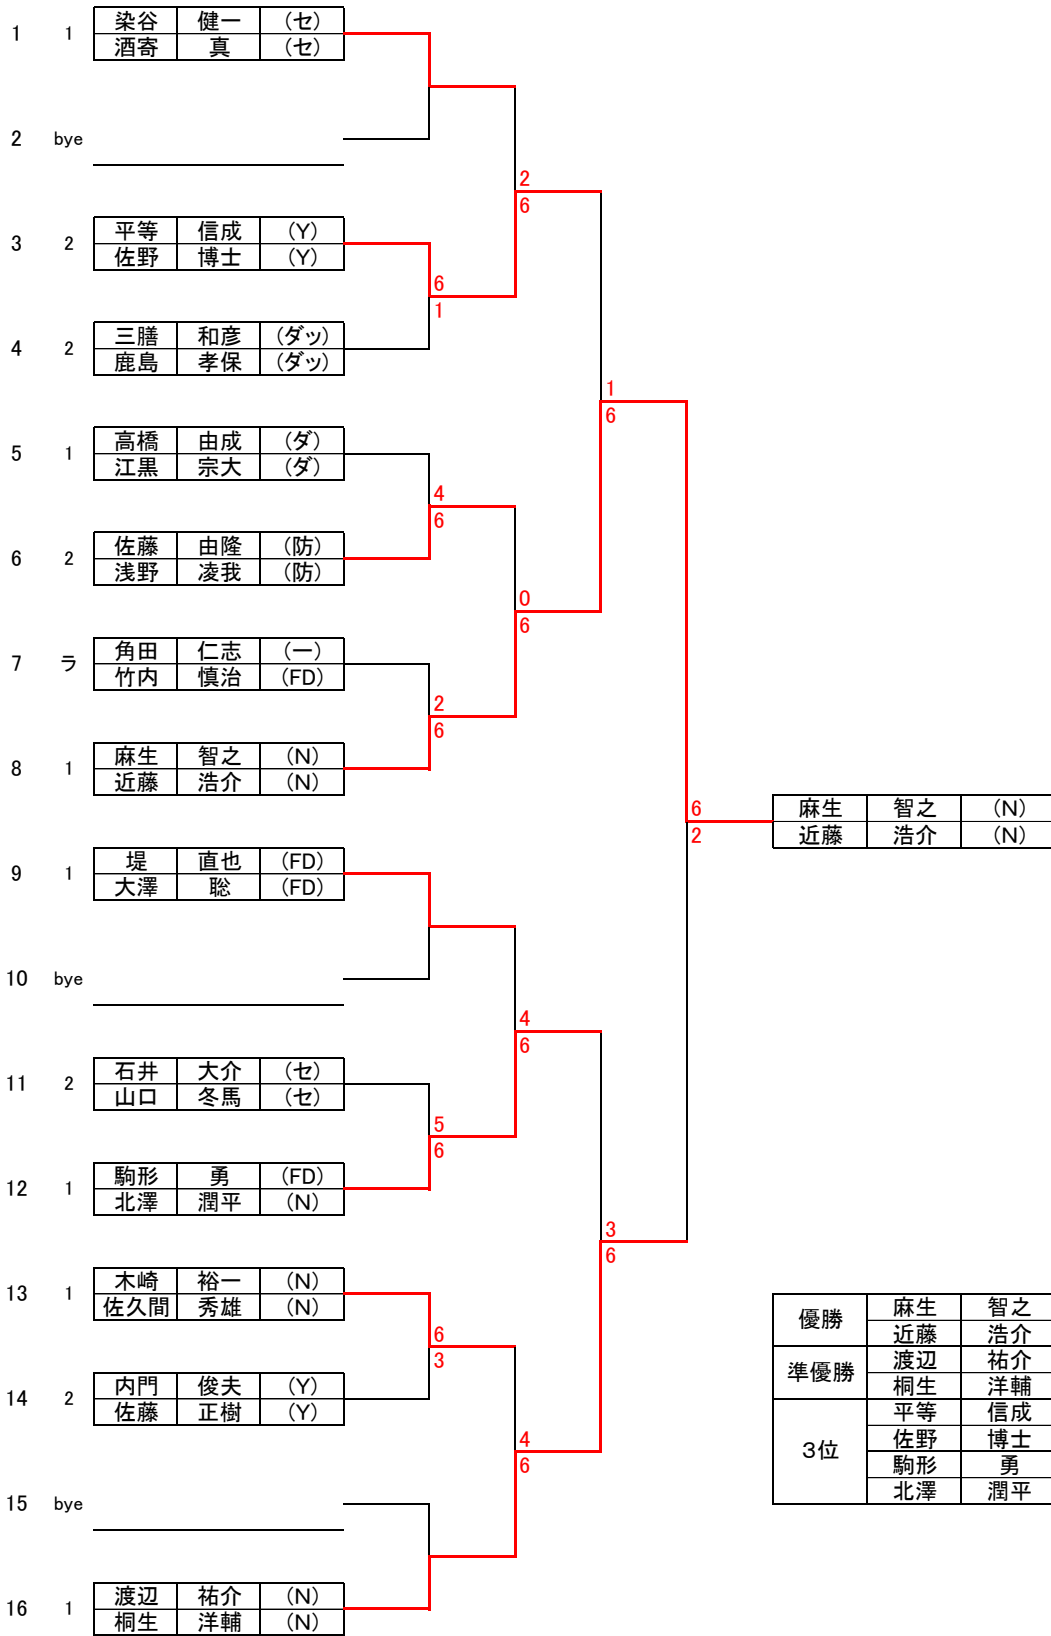 染谷 健一 (セ)
1 1
酒寄 真 (セ)
2 bye
2
6
平等 信成 (Y)
3 2
佐野 博士 (Y)
6
1
三膳 和彦 (ダッ)
4 2
鹿島 孝保 (ダッ)
1
6
高橋 由成 (ダ)
5 1
江黒 宗大 (ダ)
4
6
佐藤 由隆 (防)
6 2
浅野 凌我 (防)
0
6
角田 仁志 (一)
7 ラ
竹内 慎治 (FD)
2
6
麻生 智之 (N)
8 1
近藤 浩介 (N)
6 麻生 智之 (N)
2 近藤 浩介 (N)
堤 直也 (FD)
9 1
大澤 聡 (FD)
10 bye
4
6
石井 大介 (セ)
11 2
山口 冬馬 (セ)
5
6
駒形 勇 (FD)
12 1
北澤 潤平 (N)
3
6
木崎 裕一 (N)
13 1
佐久間 秀雄 (N)
6
3
内門 俊夫 (Y)
14 2
佐藤 正樹 (Y)
4
6
15 bye
渡辺 祐介 (N)
16 1
桐生 洋輔 (N)
優勝 麻生 智之
近藤 浩介
準優勝 渡辺 祐介
桐生 洋輔
3位 平等 信成
佐野 博士
駒形 勇
北澤 潤平